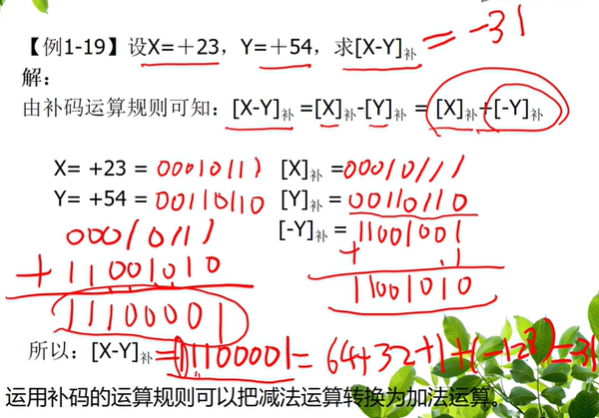 【例1-19】设X=＋23，Y=＋54，求[X-Y]补 = -31
解：
由补码运算规则可知：[X-Y]补 =[X]补-[Y]补 = [X]补+[-Y]补
X= +23 = 00010111 [X]补 =00010111
Y= +54 = 00110110 [Y]补 = 00110110
00010111 [-Y]补 = 11001001
+ 11001010 + 1
11100001 11001010
所以：[X-Y]补 = 11100001 = 64+32+1+(-128)=-31
运用补码的运算规则可以把减法运算转换为加法运算。